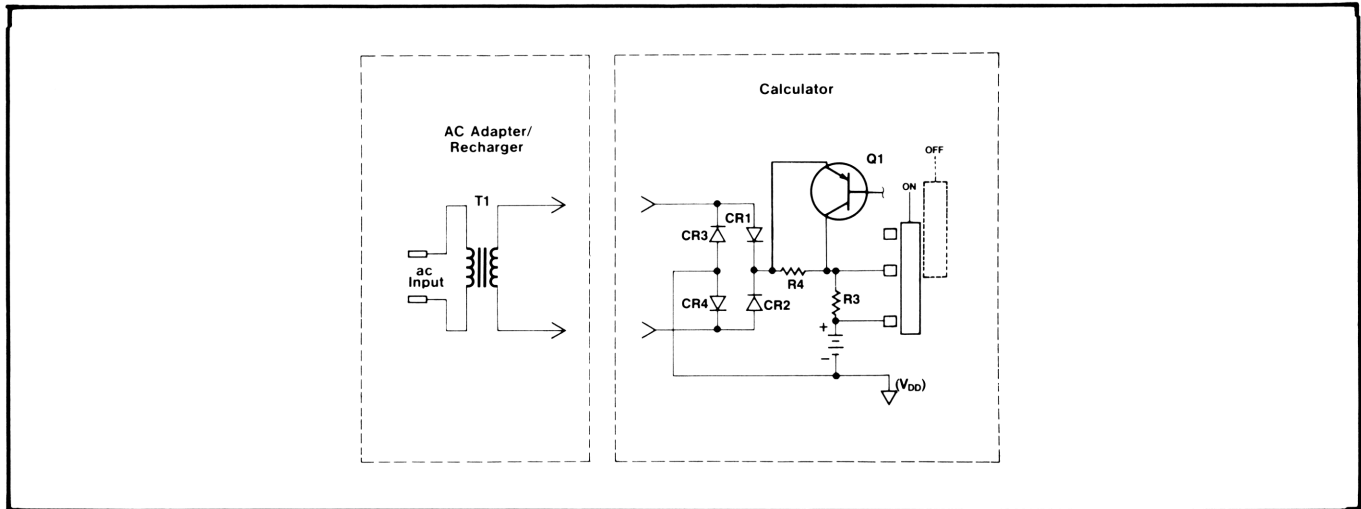 Calculator
AC Adapter/
Recharger
T1
ac
Input
Q1
OFF
ON
CR1
CR3
CR4
CR2
R4
R3
+
−
(VDD)